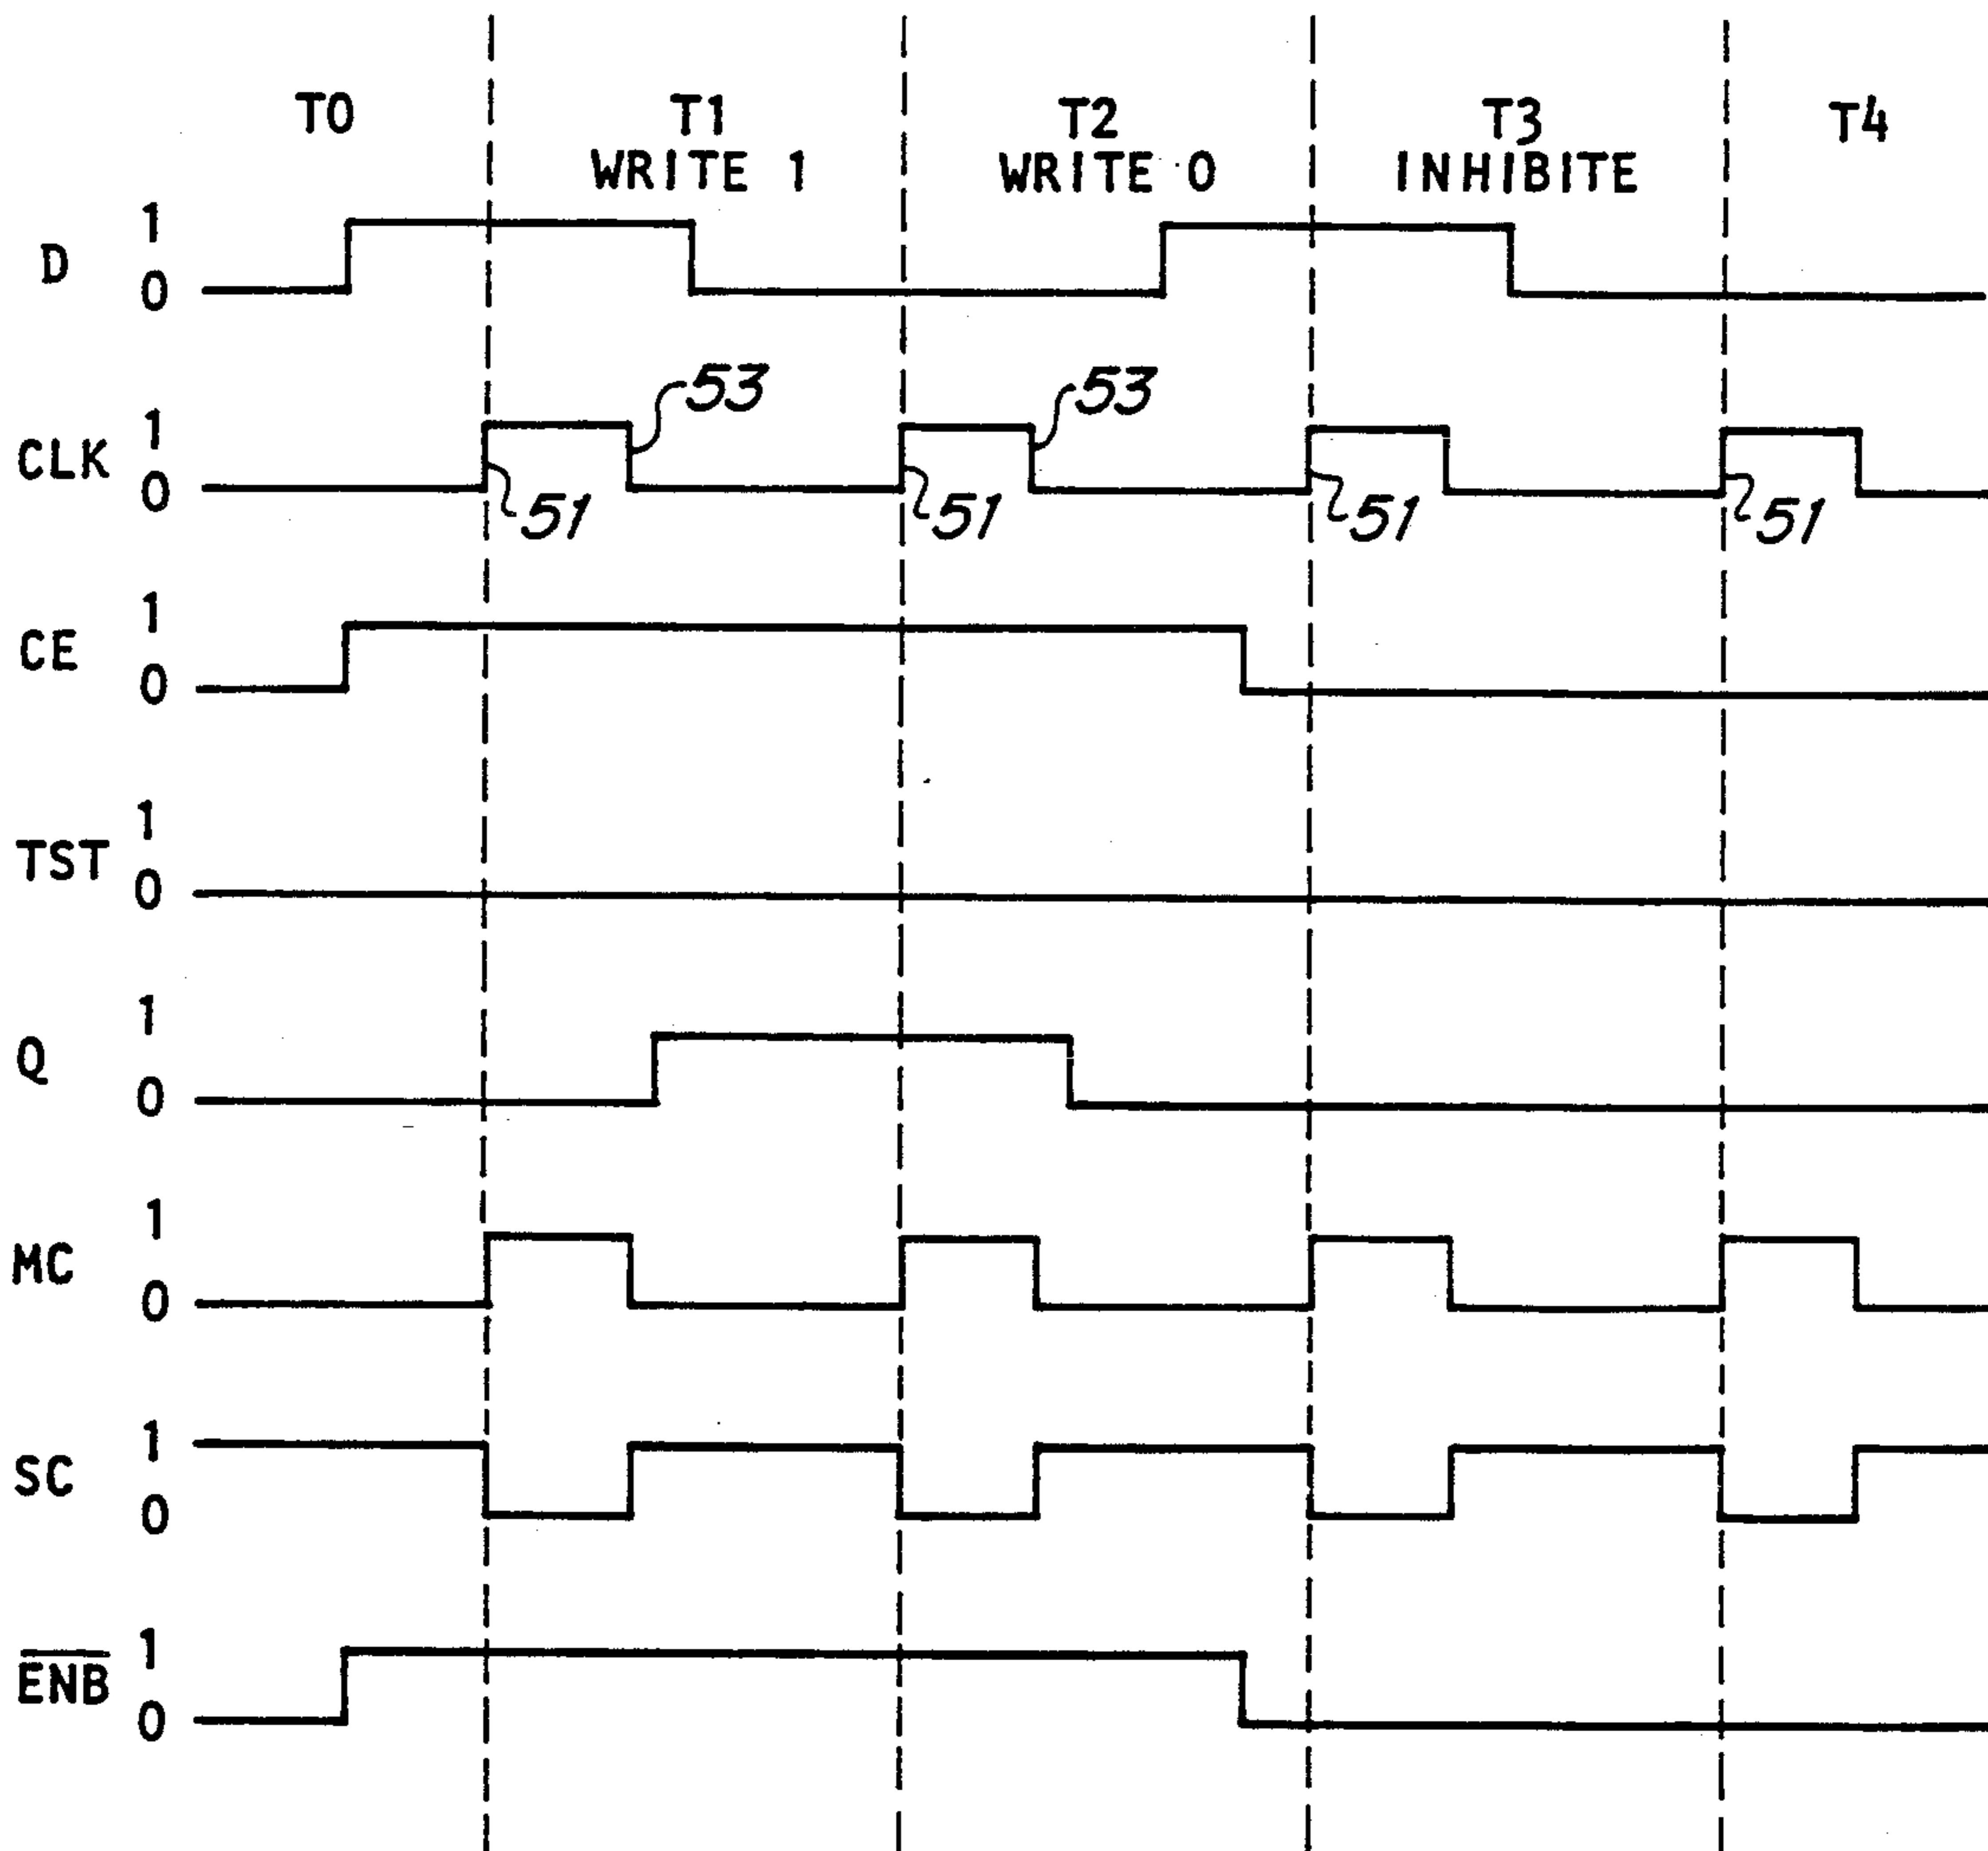 T0 T1 T2 T3 T4
WRITE 1 WRITE 0 INHIBITE
D 1
0
53 53
CLK 1
0
51 51 51 51
CE 1
0
TST 1
0
Q 1
0
MC 1
0
SC 1
0
ENB 1
0